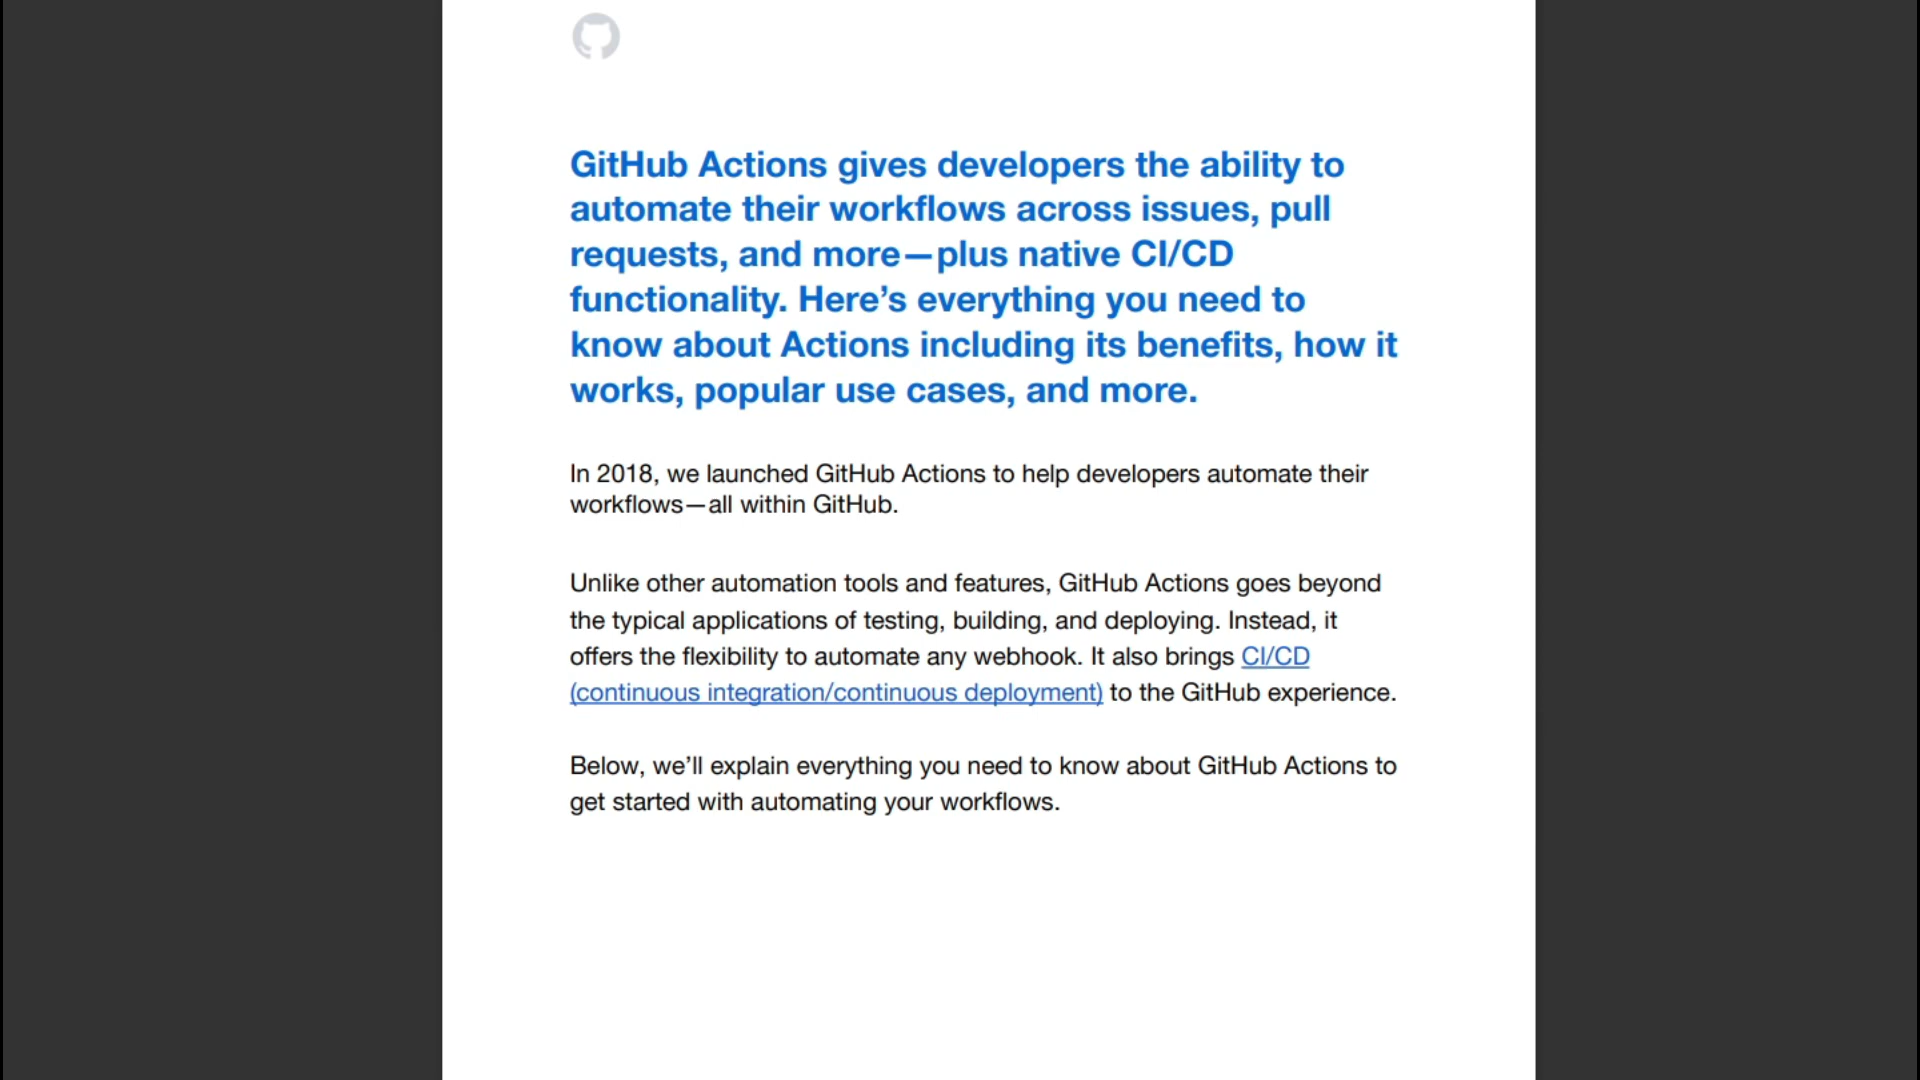 GitHub Actions gives developers the ability to
automate their workflows across issues, pull
requests, and more—plus native CI/CD
functionality. Here’s everything you need to
know about Actions including its benefits, how it
works, popular use cases, and more.
In 2018, we launched GitHub Actions to help developers automate their
workflows—all within GitHub.
Unlike other automation tools and features, GitHub Actions goes beyond
the typical applications of testing, building, and deploying. Instead, it
offers the flexibility to automate any webhook. It also brings CI/CD
(continuous integration/continuous deployment) to the GitHub experience.
Below, we’ll explain everything you need to know about GitHub Actions to
get started with automating your workflows.